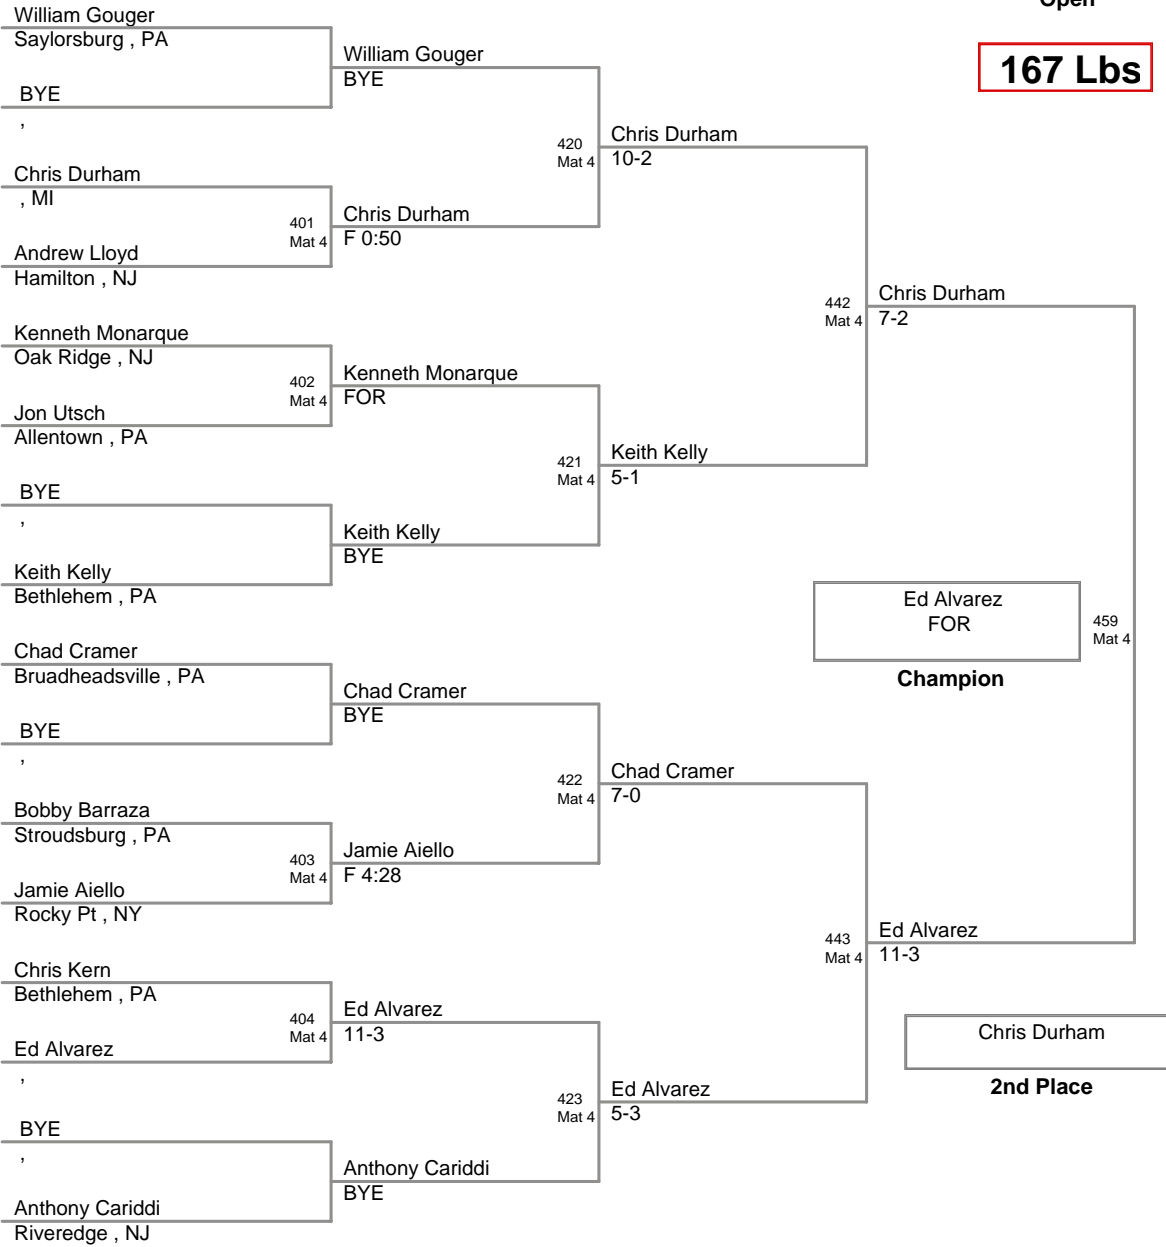 Open
167 Lbs
William Gouger
Saylorsburg , PA
BYE
,
Chris Durham
, MI
Andrew Lloyd
Hamilton , NJ
Kenneth Monarque
Oak Ridge , NJ
Jon Utsch
Allentown , PA
BYE
,
Keith Kelly
Bethlehem , PA
Chad Cramer
Bruadheadsville , PA
BYE
,
Bobby Barraza
Stroudsburg , PA
Jamie Aiello
Rocky Pt , NY
Chris Kern
Bethlehem , PA
Ed Alvarez
,
BYE
,
Anthony Cariddi
Riveredge , NJ
William Gouger
BYE
401
Mat 4
Chris Durham
F 0:50
402
Mat 4
Kenneth Monarque
FOR
Keith Kelly
BYE
Chad Cramer
BYE
403
Mat 4
Jamie Aiello
F 4:28
404
Mat 4
Ed Alvarez
11-3
Anthony Cariddi
BYE
420
Mat 4
Chris Durham
10-2
421
Mat 4
Keith Kelly
5-1
422
Mat 4
Chad Cramer
7-0
423
Mat 4
Ed Alvarez
5-3
442
Mat 4
Chris Durham
7-2
443
Mat 4
Ed Alvarez
11-3
459
Mat 4
Ed Alvarez
FOR
Champion
Chris Durham
2nd Place